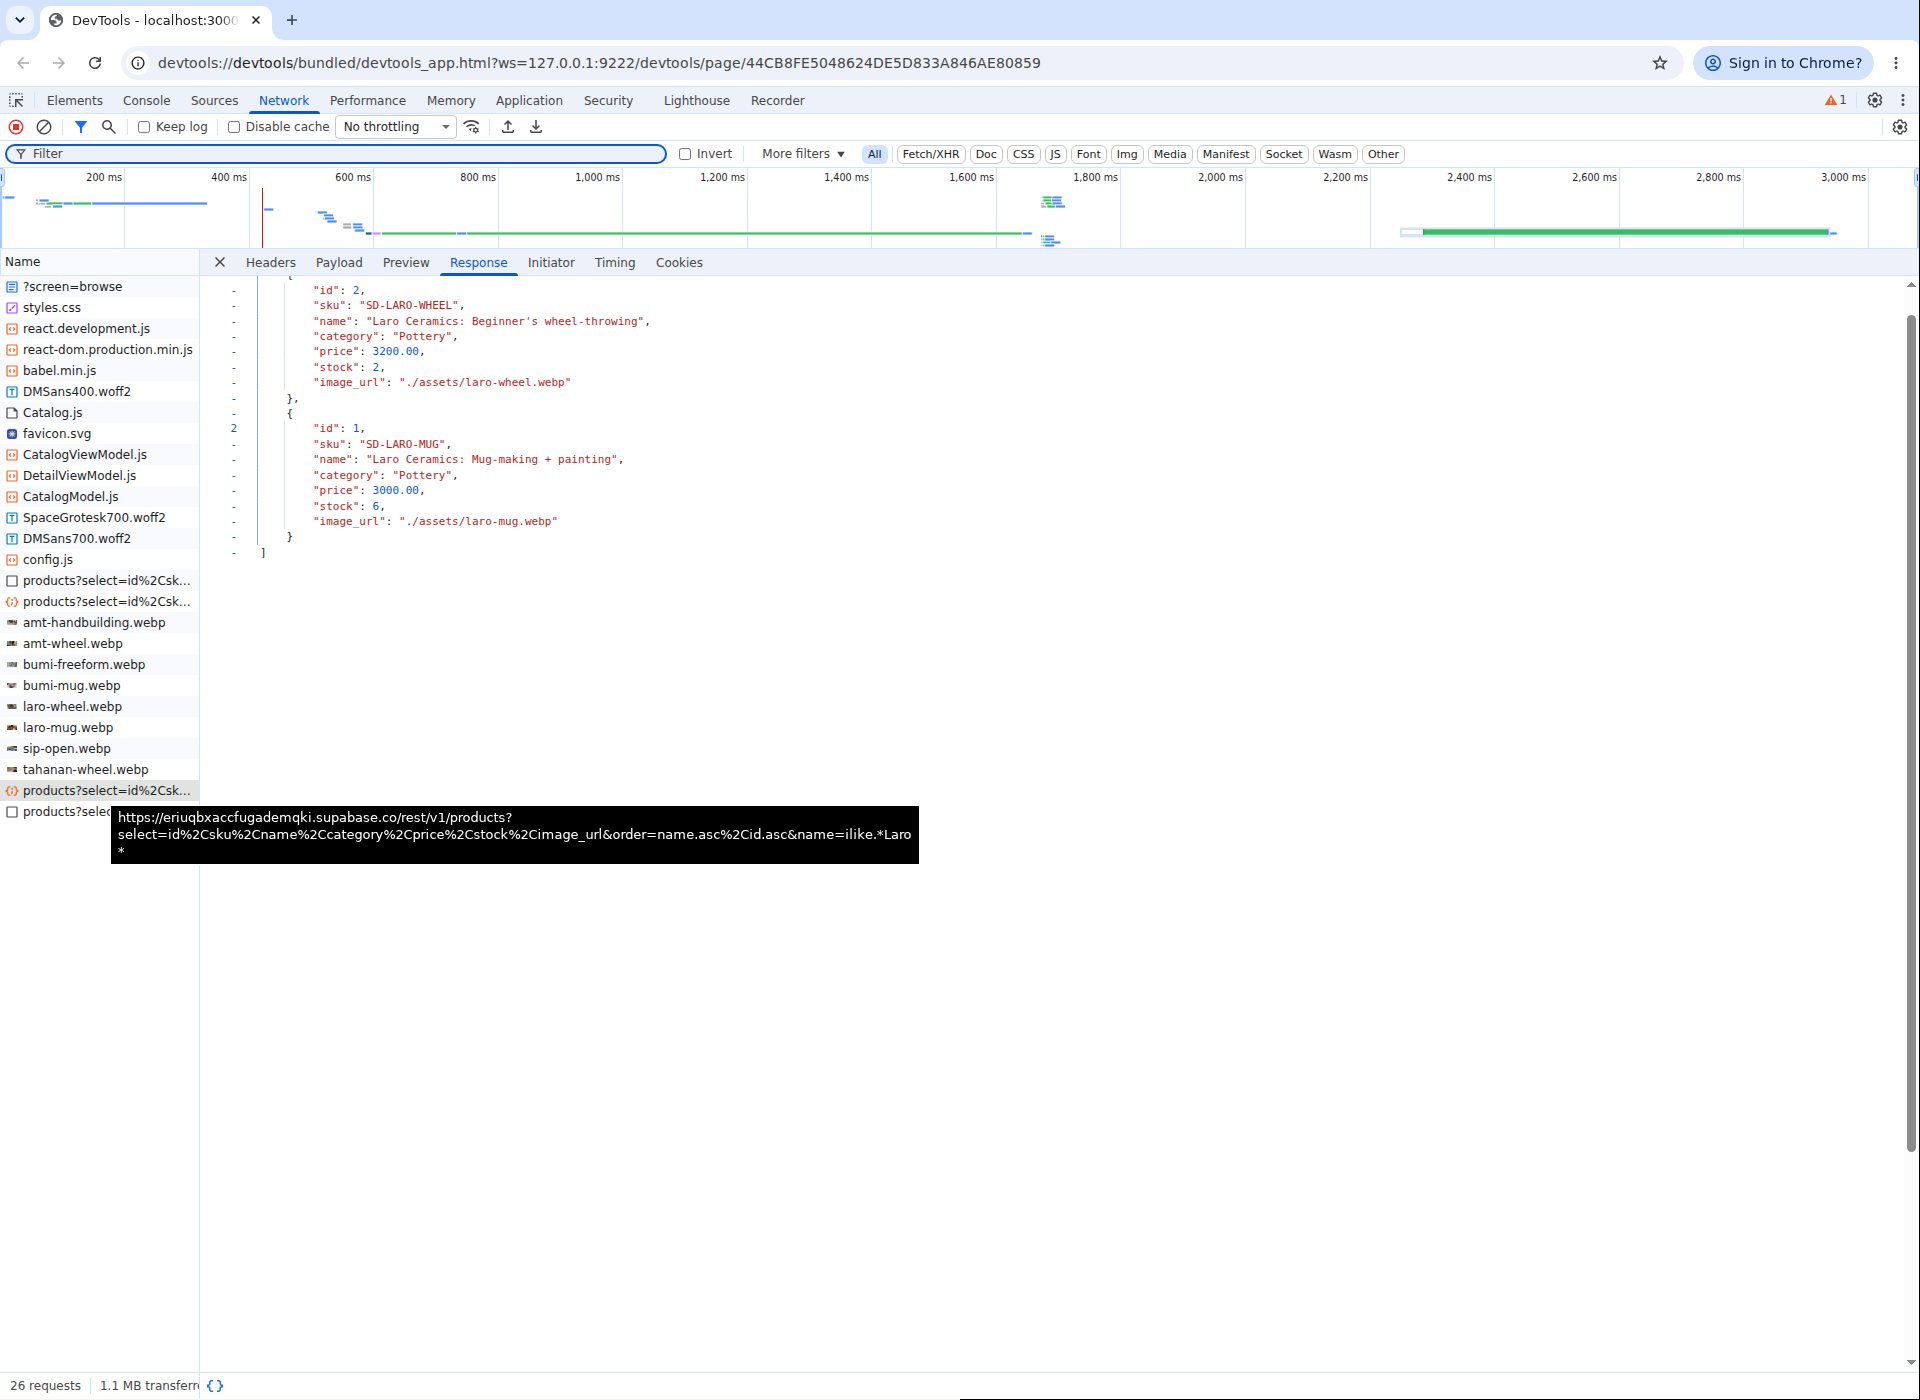 DevTools - localhost:3000
devtools://devtools/bundled/devtools_app.html?ws=127.0.0.1:9222/devtools/page/44CB8FE5048624DE5D833A846AE80859
Sign in to Chrome?
Elements Console Sources Network Performance Memory Application Security Lighthouse Recorder 1
Keep log Disable cache No throttling
Filter Invert More filters All Fetch/XHR Doc CSS JS Font Img Media Manifest Socket Wasm Other
200 ms 400 ms 600 ms 800 ms 1,000 ms 1,200 ms 1,400 ms 1,600 ms 1,800 ms 2,000 ms 2,200 ms 2,400 ms 2,600 ms 2,800 ms 3,000 ms
Name
?screen=browse
styles.css
react.development.js
react-dom.production.min.js
babel.min.js
DMSans400.woff2
Catalog.js
favicon.svg
CatalogViewModel.js
DetailViewModel.js
CatalogModel.js
SpaceGrotesk700.woff2
DMSans700.woff2
config.js
products?select=id%2Csk...
products?select=id%2Csk...
amt-handbuilding.webp
amt-wheel.webp
bumi-freeform.webp
bumi-mug.webp
laro-wheel.webp
laro-mug.webp
sip-open.webp
tahanan-wheel.webp
products?select=id%2Csk...
products?selec
Headers Payload Preview Response Initiator Timing Cookies
{
- "id": 2,
- "sku": "SD-LARO-WHEEL",
- "name": "Laro Ceramics: Beginner's wheel-throwing",
- "category": "Pottery",
- "price": 3200.00,
- "stock": 2,
- "image_url": "./assets/laro-wheel.webp"
- },
- {
2 "id": 1,
- "sku": "SD-LARO-MUG",
- "name": "Laro Ceramics: Mug-making + painting",
- "category": "Pottery",
- "price": 3000.00,
- "stock": 6,
- "image_url": "./assets/laro-mug.webp"
- }
- ]
https://eriuqbxaccfugademqki.supabase.co/rest/v1/products?
select=id%2Csku%2Cname%2Ccategory%2Cprice%2Cstock%2Cimage_url&order=name.asc%2Cid.asc&name=ilike.*Laro
*
26 requests 1.1 MB transferr {}